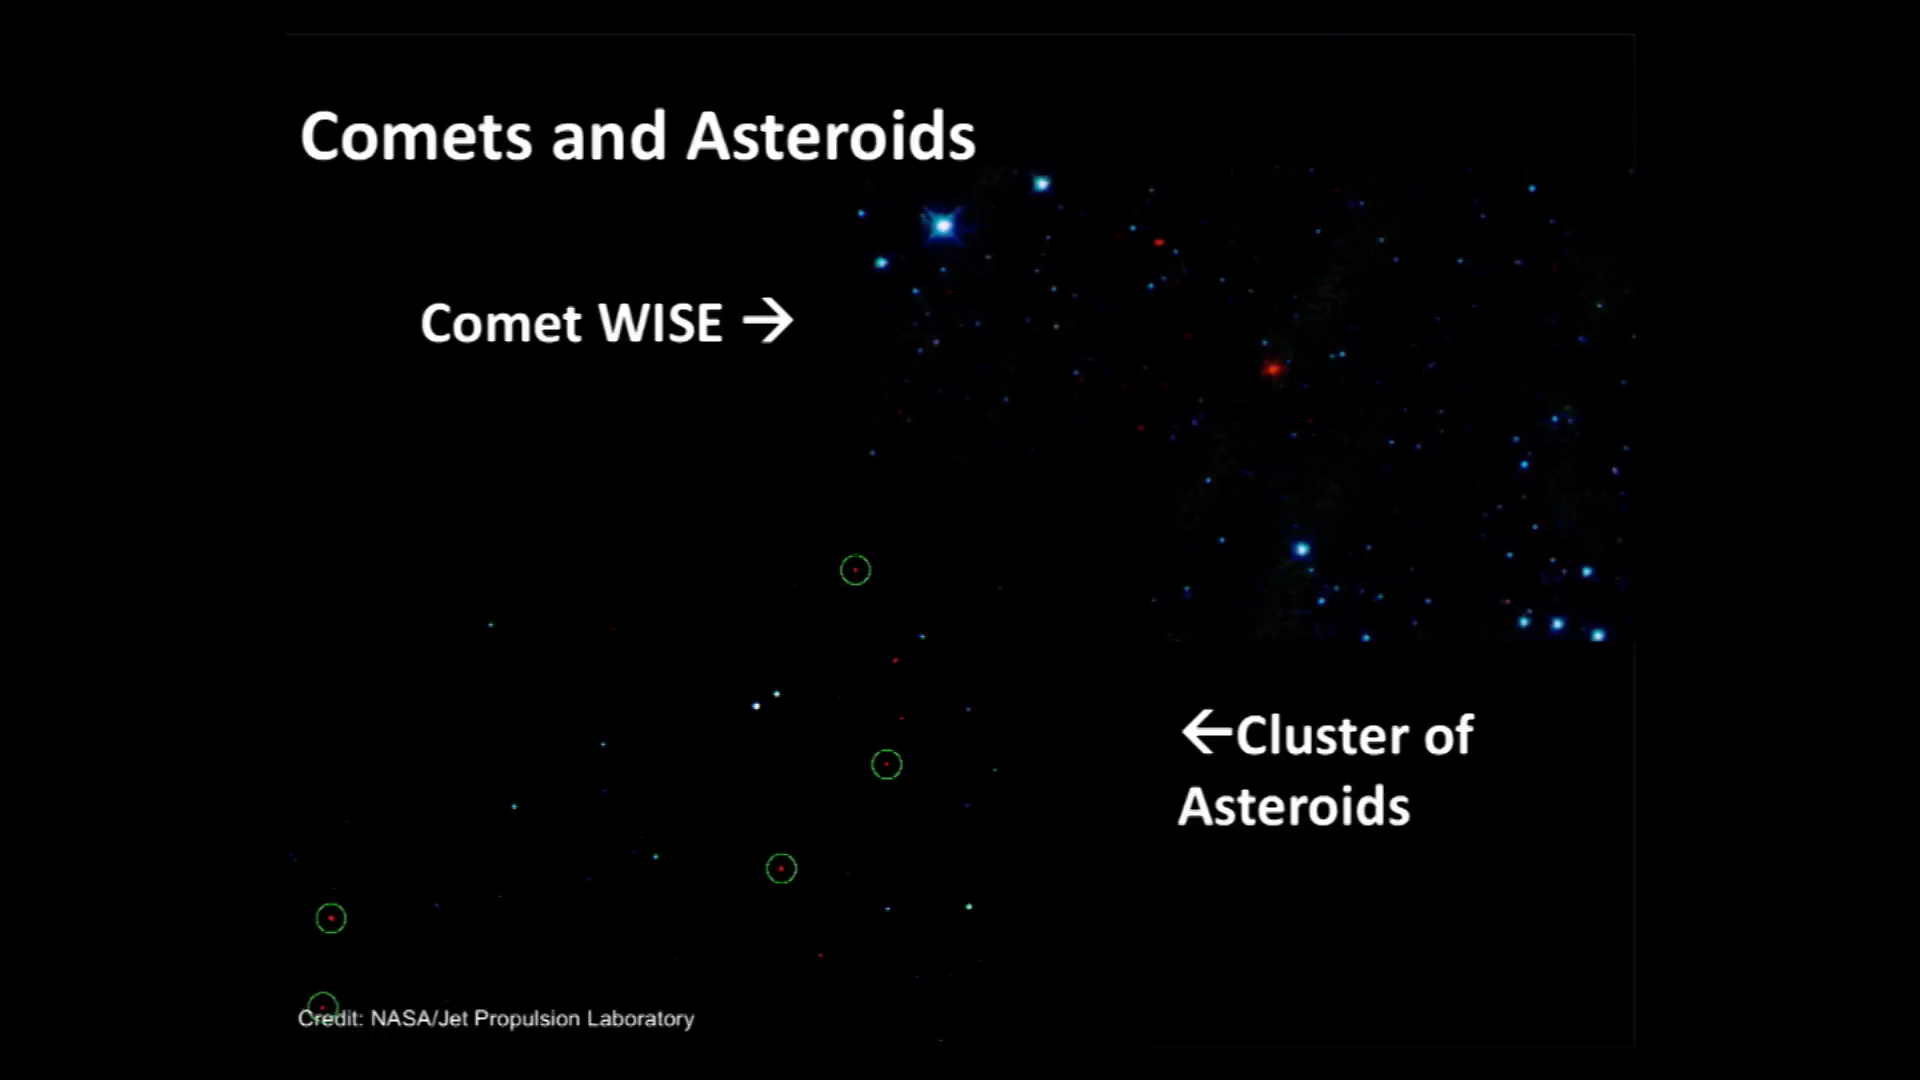 Comets and Asteroids
Comet WISE →
←Cluster of
Asteroids
Credit: NASA/Jet Propulsion Laboratory